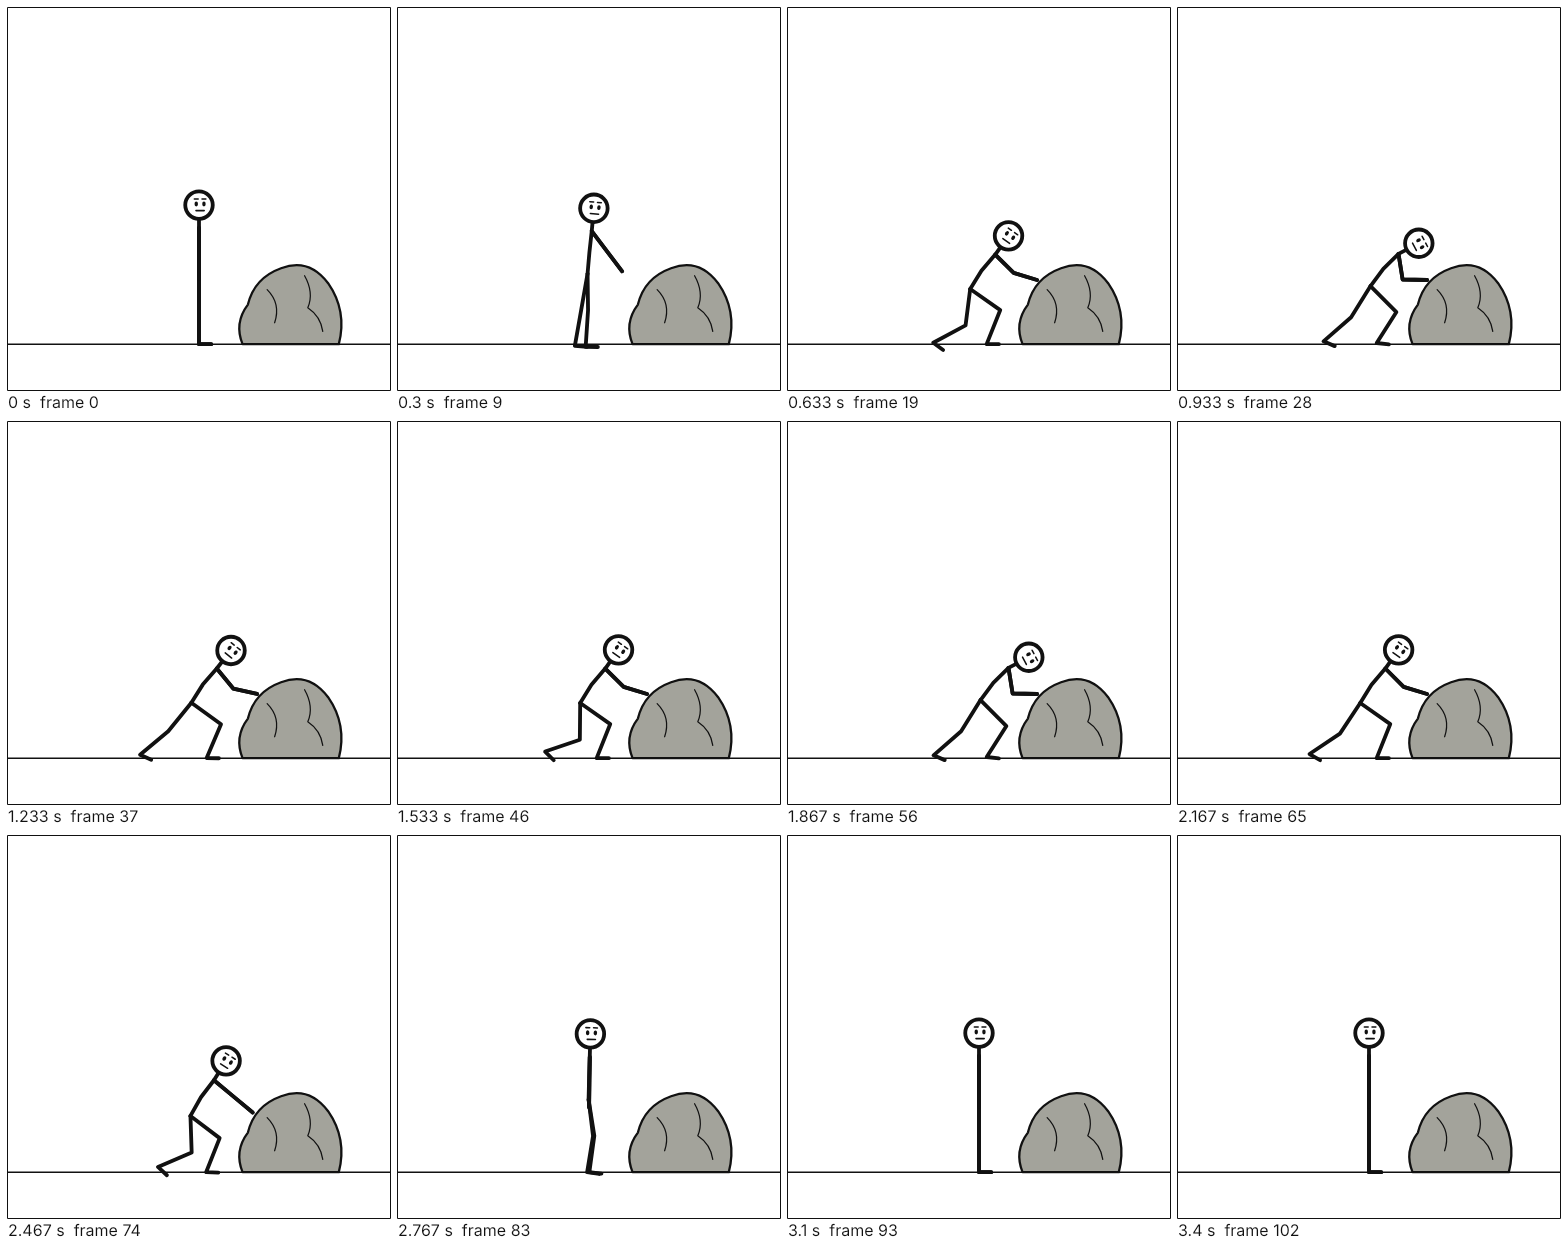 0 s  frame 0
0.3 s  frame 9
0.633 s  frame 19
0.933 s  frame 28
1.233 s  frame 37
1.533 s  frame 46
1.867 s  frame 56
2.167 s  frame 65
2.467 s  frame 74
2.767 s  frame 83
3.1 s  frame 93
3.4 s  frame 102